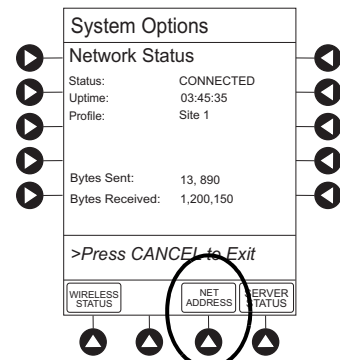 System Options
Network Status
Status: CONNECTED
Uptime: 03:45:35
Profile: Site 1
Bytes Sent: 13, 890
Bytes Received: 1,200,150
>Press CANCEL to Exit
WIRELESS
STATUS
NET
ADDRESS
SERVER
STATUS